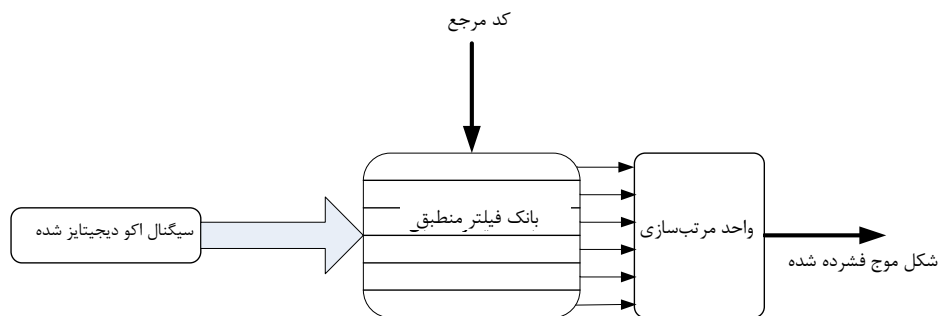 کد مرجع
سیگنال اکو دیجیتایز شده
بانک فیلتر منطبق
واحد مرتب‌سازی
شکل موج فشرده شده